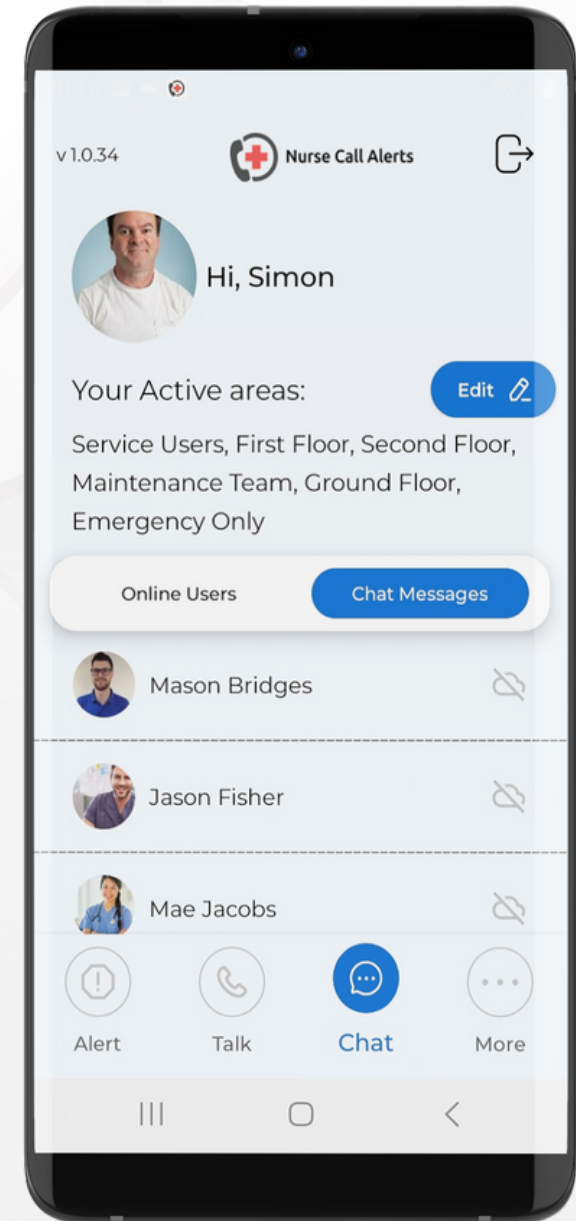 v 1.0.34
Nurse Call Alerts
Hi, Simon
Your Active areas:
Edit
Service Users, First Floor, Second Floor,
Maintenance Team, Ground Floor,
Emergency Only
Online Users
Chat Messages
Mason Bridges
Jason Fisher
Mae Jacobs
Alert
Talk
Chat
More